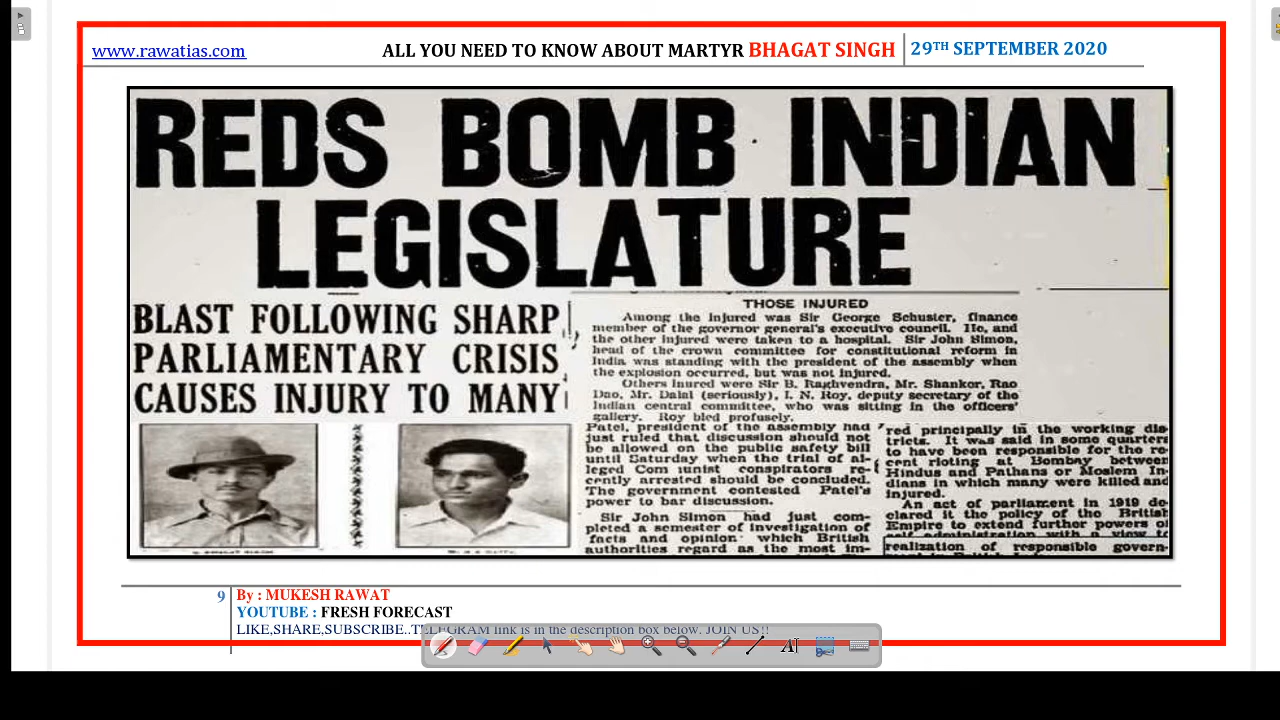 www.rawatias.com
ALL YOU NEED TO KNOW ABOUT MARTYR BHAGAT SINGH
29TH SEPTEMBER 2020
REDS BOMB INDIAN
LEGISLATURE
BLAST FOLLOWING SHARP
PARLIAMENTARY CRISIS
CAUSES INJURY TO MANY
THOSE INJURED
Among the injured was Sir George Schuster, finance
member of the governor general's executive council. He, and
the other injured were taken to a hospital. Sir John Simon,
head of the crown committee for constitutional reform in
India was standing with the president of the assembly when
the explosion occurred, but was not injured.
Others inured were Sir B. Raghvendra, Mr. Shanker, Rao
Dao, Mr. Dalal (seriously), I. N. Roy, deputy secretary of the
Indian central committee, who was sitting in the officers'
gallery. Roy bled profusely.
Patel, president of the assembly had
just ruled that discussion should not
be allowed on the public safety bill
until Saturday when the trial of al-
leged Com unist conspirators re-
cently arrested should be concluded.
The government contested Patel's
power to bar discussion.
Sir John Simon had just com-
pleted a semester of investigation of
facts and opinion which British
authorities regard as the most im-
red principally in the working dis-
tricts. It was said in some quarters
to have been responsible for the re-
cent rioting at Bombay between
Hindus and Pathans or Moslem In-
dians in which many were killed and
injured.
An act of parliament in 1919 de-
clared it the policy of the British
Empire to extend further powers of
self administration with a view to
realization of responsible govern-
9
By : MUKESH RAWAT
YOUTUBE : FRESH FORECAST
LIKE,SHARE,SUBSCRIBE..TELEGRAM link is in the description box below. JOIN US!!